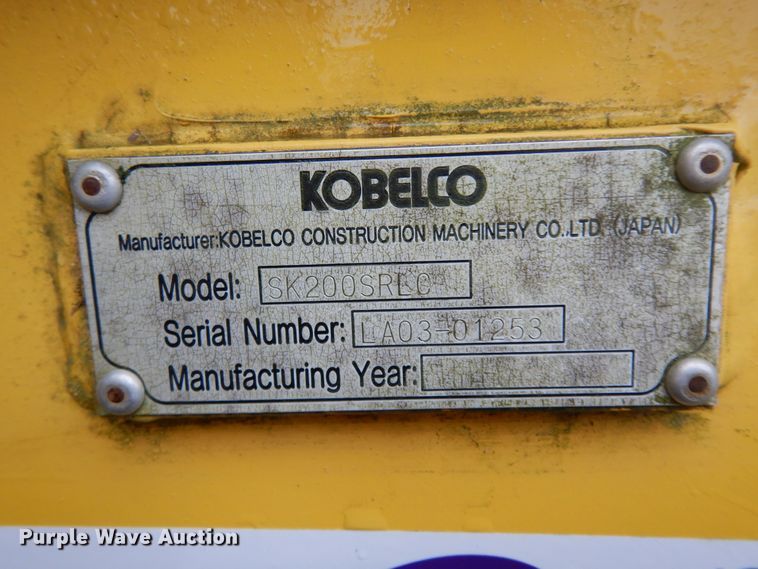 KOBELCO
Manufacturer:KOBELCO CONSTRUCTION MACHINERY CO.,LTD. (JAPAN)
Model: SK200SRLC
Serial Number: LA03-01253
Manufacturing Year:
Purple Wave Auction